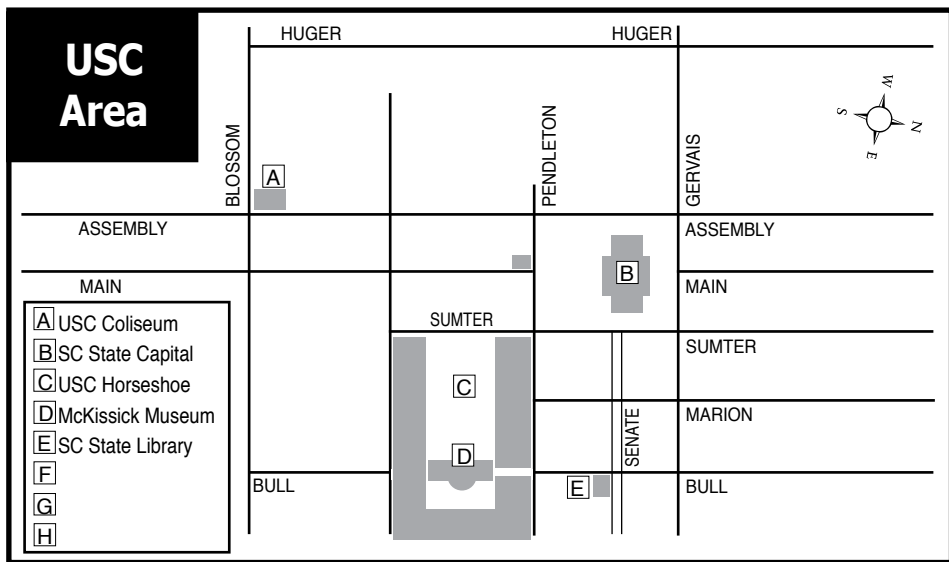 USC
Area
HUGER
HUGER
W
S
N
E
BLOSSOM
A
PENDLETON
GERVAIS
ASSEMBLY
ASSEMBLY
B
MAIN
MAIN
SUMTER
SUMTER
C
MARION
SENATE
D
BULL
E
BULL
A USC Coliseum
B SC State Capital
C USC Horseshoe
D McKissick Museum
E SC State Library
F
G
H